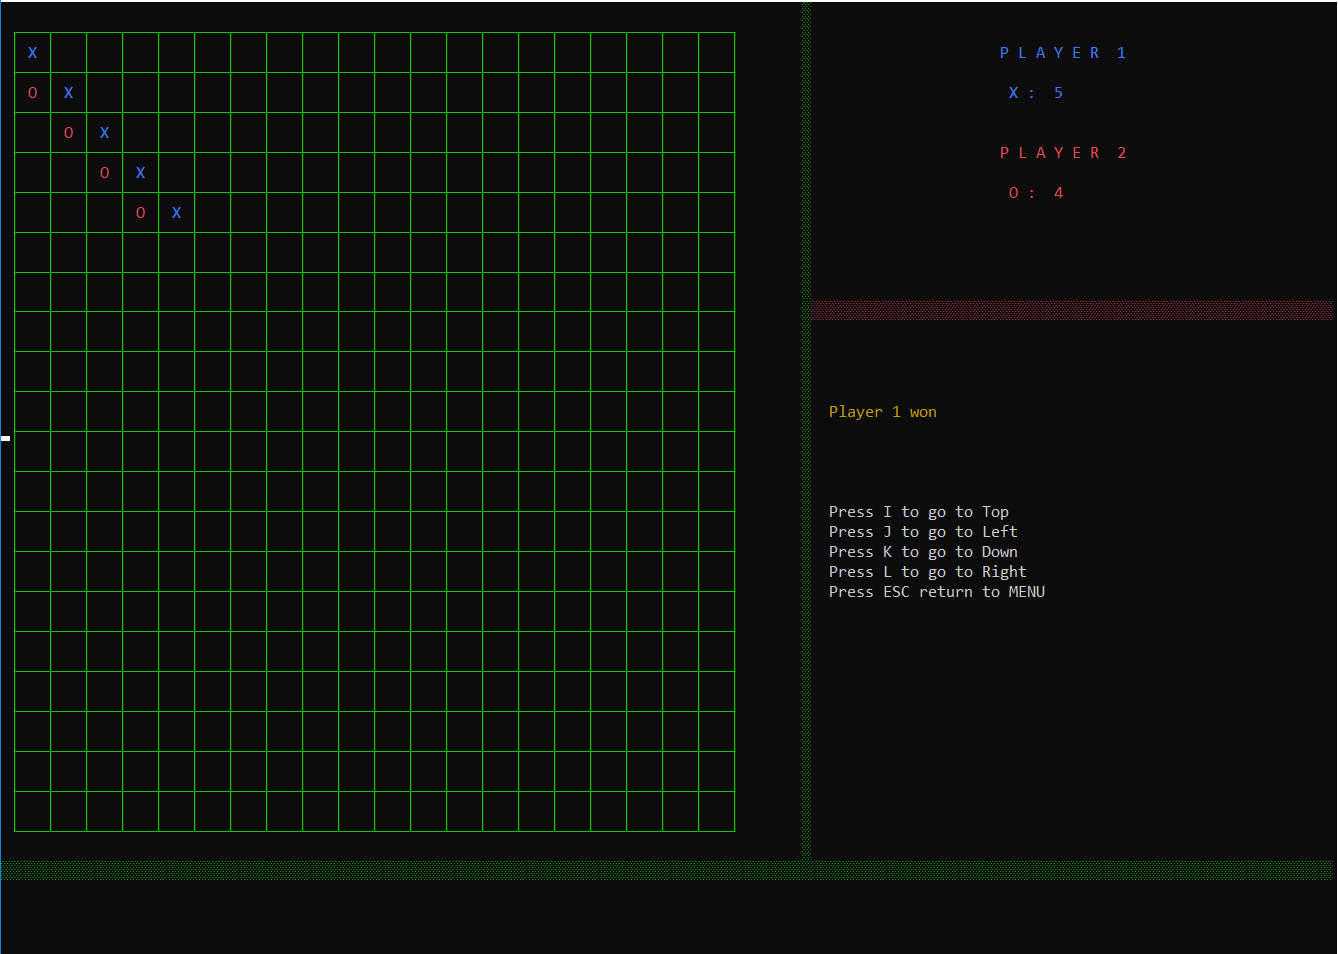 X
O X
O X
O X
O X
P L A Y E R 1
X : 5
P L A Y E R 2
O : 4
Player 1 won
Press I to go to Top
Press J to go to Left
Press K to go to Down
Press L to go to Right
Press ESC return to MENU